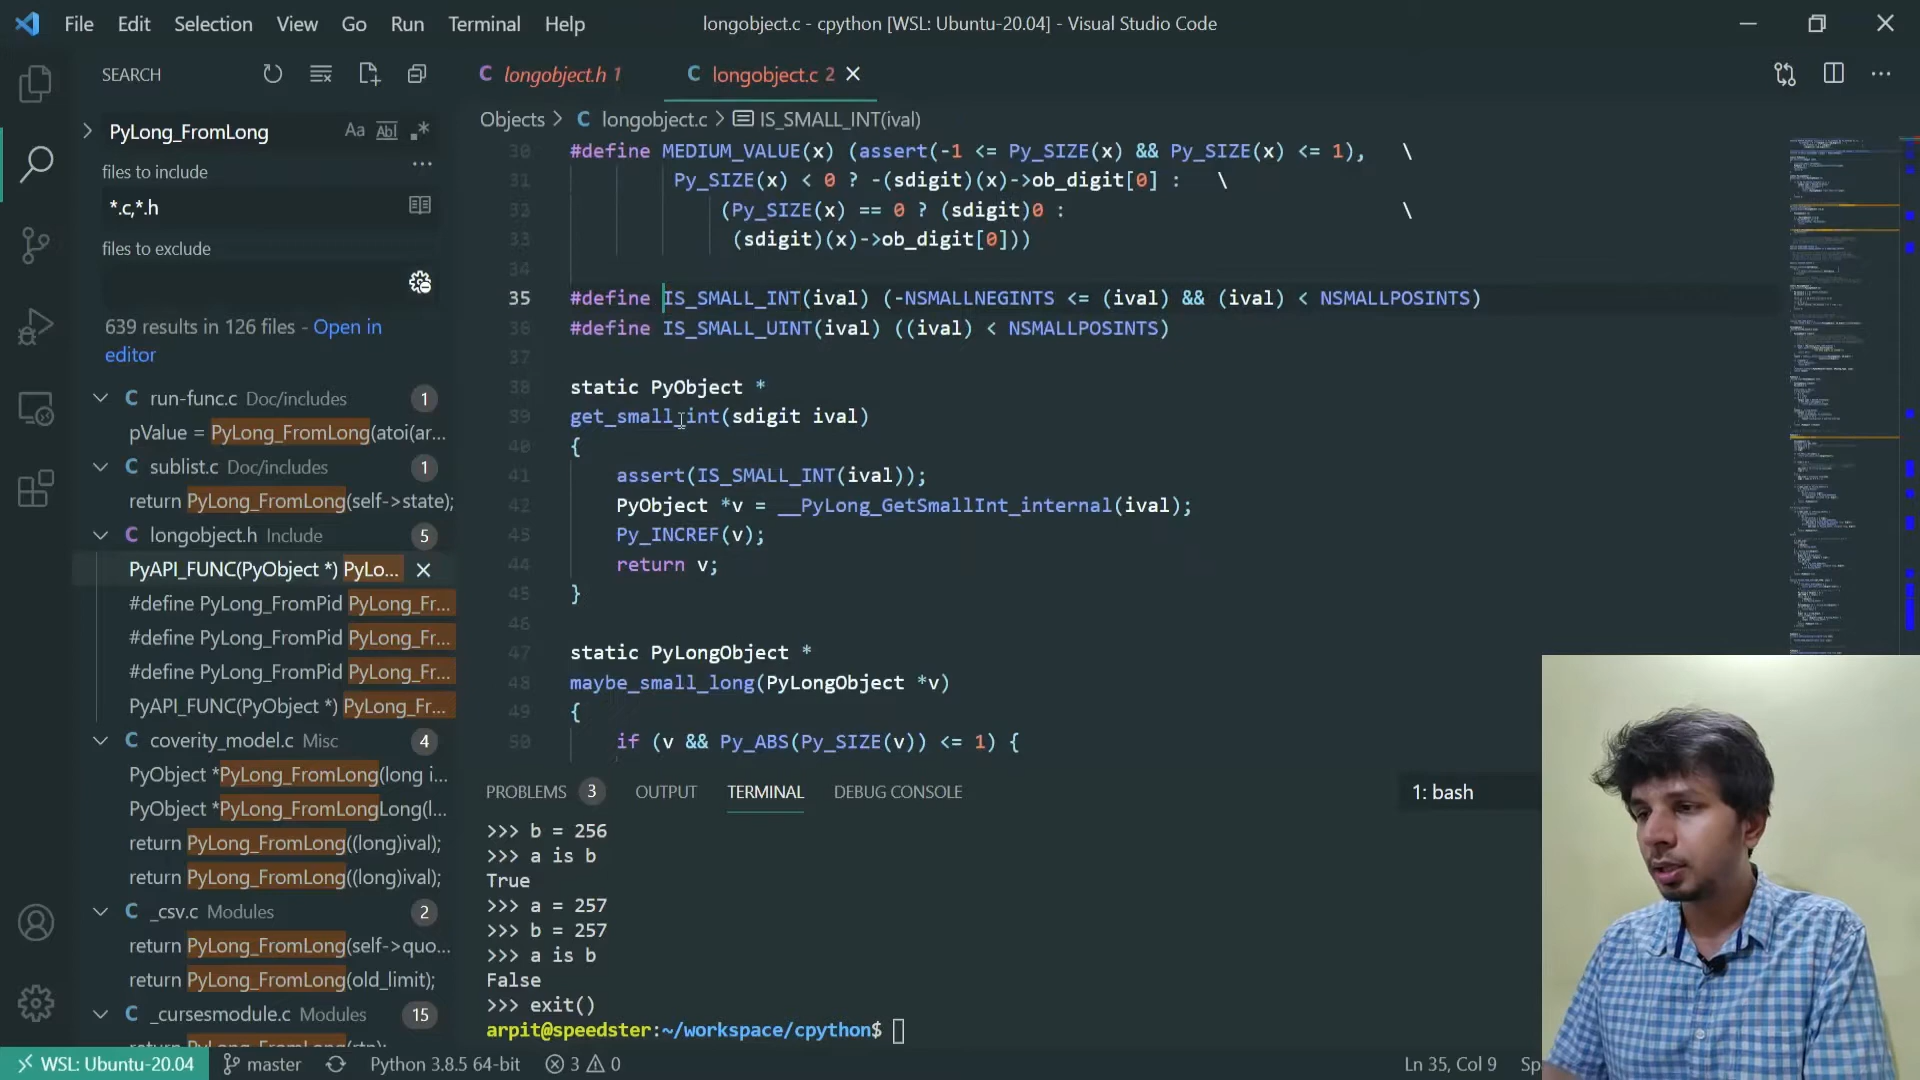 File Edit Selection View Go Run Terminal Help
longobject.c - cpython [WSL: Ubuntu-20.04] - Visual Studio Code
SEARCH
PyLong_FromLong
Aa Abl .*
files to include
*.c,*.h
files to exclude
639 results in 126 files - Open in
editor
run-func.c Doc/includes 1
pValue = PyLong_FromLong(atoi(ar...
sublist.c Doc/includes 1
return PyLong_FromLong(self->state);
longobject.h Include 5
PyAPI_FUNC(PyObject *) PyLo...
#define PyLong_FromPid PyLong_Fr...
#define PyLong_FromPid PyLong_Fr...
#define PyLong_FromPid PyLong_Fr...
PyAPI_FUNC(PyObject *) PyLong_Fr...
coverity_model.c Misc 4
PyObject *PyLong_FromLong(long i...
PyObject *PyLong_FromLongLong(l...
return PyLong_FromLong((long)ival);
return PyLong_FromLong((long)ival);
_csv.c Modules 2
return PyLong_FromLong(self->quo...
return PyLong_FromLong(old_limit);
_cursesmodule.c Modules 15
C longobject.h 1
C longobject.c 2
Objects > C longobject.c > IS_SMALL_INT(ival)
30 #define MEDIUM_VALUE(x) (assert(-1 <= Py_SIZE(x) && Py_SIZE(x) <= 1), \
31 Py_SIZE(x) < 0 ? -(sdigit)(x)->ob_digit[0] : \
32 (Py_SIZE(x) == 0 ? (sdigit)0 : \
33 (sdigit)(x)->ob_digit[0]))
34
35 #define IS_SMALL_INT(ival) (-NSMALLNEGINTS <= (ival) && (ival) < NSMALLPOSINTS)
36 #define IS_SMALL_UINT(ival) ((ival) < NSMALLPOSINTS)
37
38 static PyObject *
39 get_small_int(sdigit ival)
40 {
41 assert(IS_SMALL_INT(ival));
42 PyObject *v = __PyLong_GetSmallInt_internal(ival);
43 Py_INCREF(v);
44 return v;
45 }
46
47 static PyLongObject *
48 maybe_small_long(PyLongObject *v)
49 {
50 if (v && Py_ABS(Py_SIZE(v)) <= 1) {
PROBLEMS 3 OUTPUT TERMINAL DEBUG CONSOLE
1: bash
>>> b = 256
>>> a is b
True
>>> a = 257
>>> b = 257
>>> a is b
False
>>> exit()
arpit@speedster:~/workspace/cpython$
WSL: Ubuntu-20.04 master Python 3.8.5 64-bit 3 0 Ln 35, Col 9